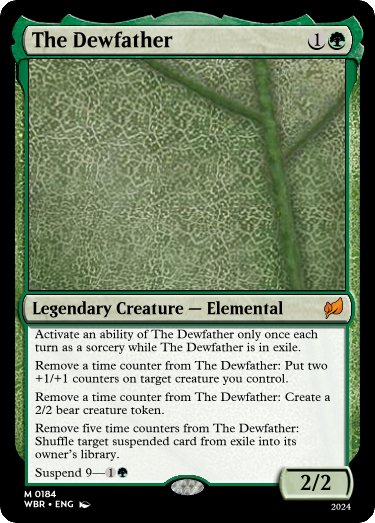 The Dewfather 1
Legendary Creature — Elemental
Activate an ability of The Dewfather only once each
turn as a sorcery while The Dewfather is in exile.
Remove a time counter from The Dewfather: Put two
+1/+1 counters on target creature you control.
Remove a time counter from The Dewfather: Create a
2/2 bear creature token.
Remove five time counters from The Dewfather:
Shuffle target suspended card from exile into its
owner's library.
Suspend 9—1
2/2
M 0184
WBR • ENG
2024